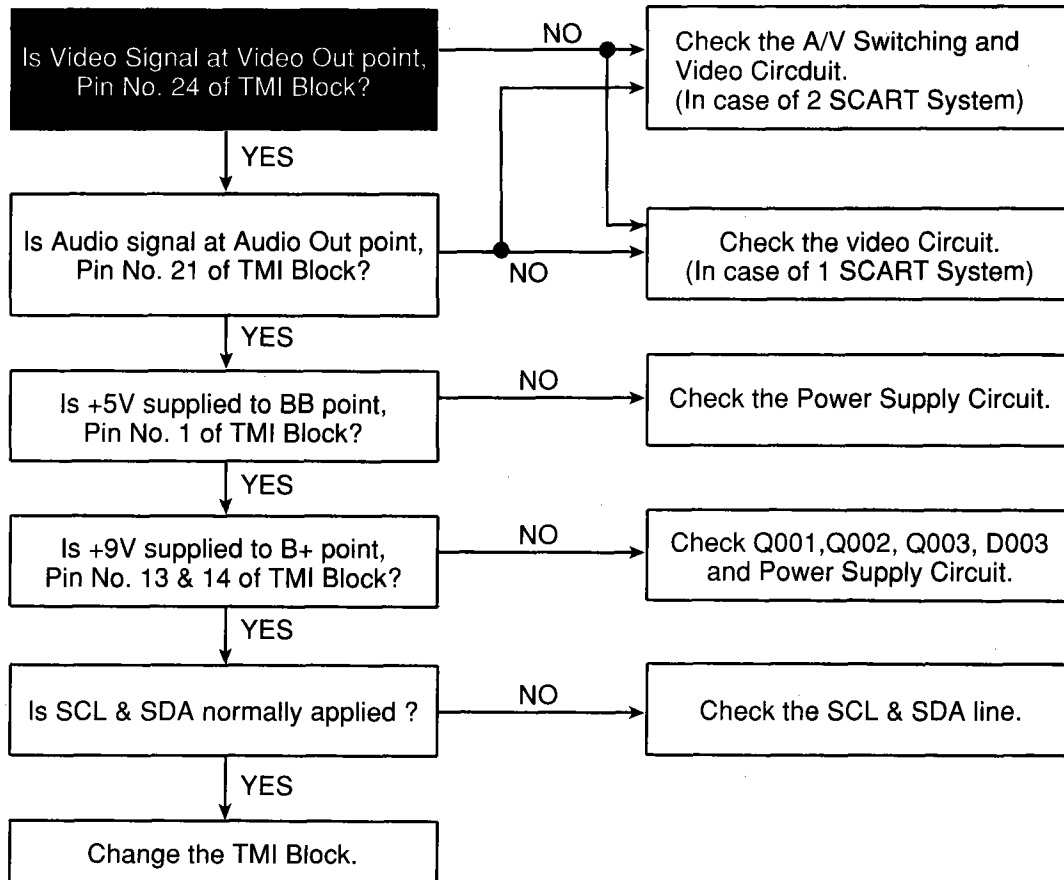 Is Video Signal at Video Out point,
Pin No. 24 of TMI Block?
NO
Check the A/V Switching and
Video Circduit.
(In case of 2 SCART System)
YES
Is Audio signal at Audio Out point,
Pin No. 21 of TMI Block?
NO
Check the video Circuit.
(In case of 1 SCART System)
YES
Is +5V supplied to BB point,
Pin No. 1 of TMI Block?
NO
Check the Power Supply Circuit.
YES
Is +9V supplied to B+ point,
Pin No. 13 & 14 of TMI Block?
NO
Check Q001,Q002, Q003, D003
and Power Supply Circuit.
YES
Is SCL & SDA normally applied ?
NO
Check the SCL & SDA line.
YES
Change the TMI Block.